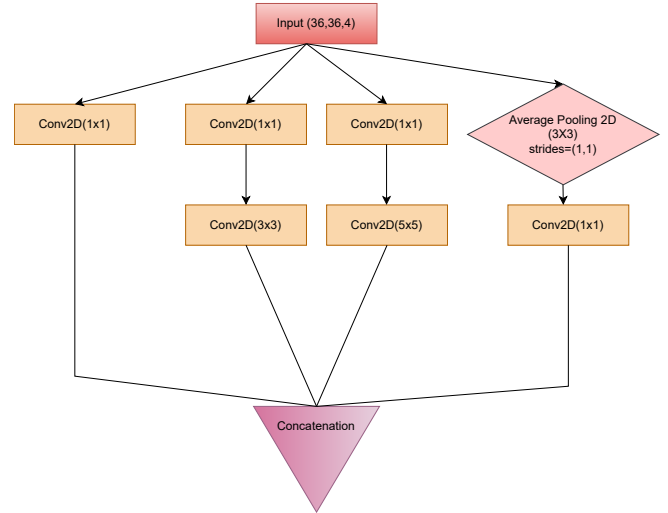 Input (36,36,4)
Conv2D(1x1)
Conv2D(1x1)
Conv2D(1x1)
Average Pooling 2D
(3X3)
strides=(1,1)
Conv2D(3x3)
Conv2D(5x5)
Conv2D(1x1)
Concatenation